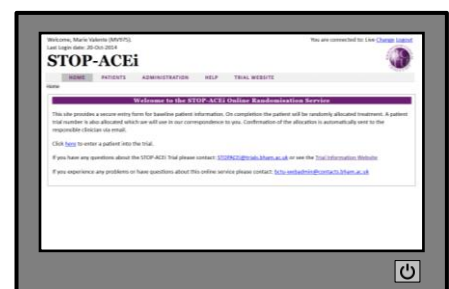 Welcome, Marie Valente (MV975).
You are connected to: Live Change Logout
Last Login date: 20-Oct-2014
STOP-ACEi
HOME PATIENTS ADMINISTRATION HELP TRIAL WEBSITE
Home
Welcome to the STOP-ACEi Online Randomisation Service
This site provides a secure entry form for baseline patient information. On completion the patient will be randomly allocated treatment. A patient
trial number is also allocated which we will use in our correspondence to you. Confirmation of the allocation is automatically sent to the
responsible clinician via email.
Click here to enter a patient into the trial.
If you have any questions about the STOP-ACEi Trial please contact: STOPACEi@trials.bham.ac.uk or see the Trial Information Website
If you experience any problems or have questions about this online service please contact: bctu-webadmin@contacts.bham.ac.uk